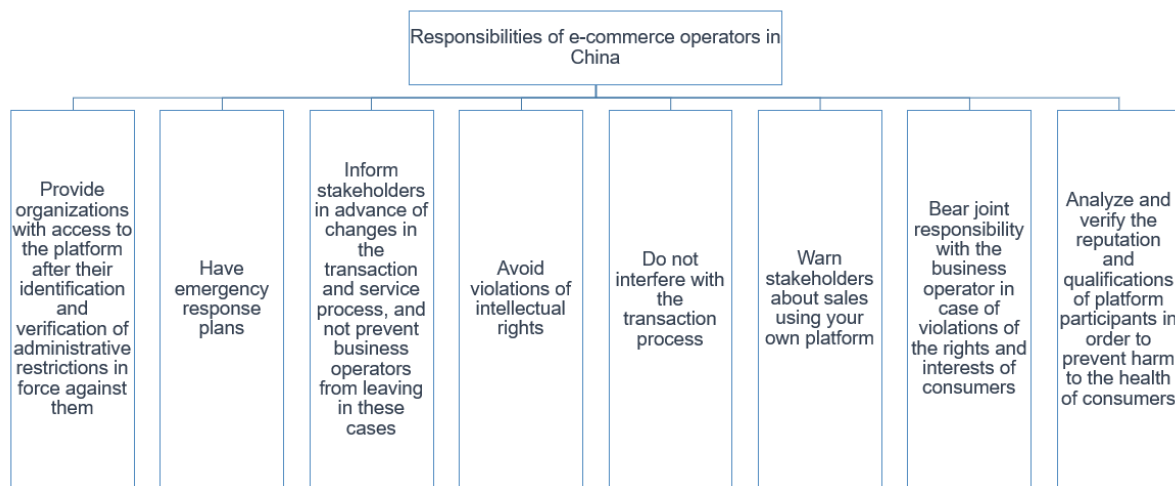 Responsibilities of e-commerce operators in
China
Provide
organizations
with access to
the platform
after their
identification
and
verification of
administrative
restrictions in
force against
them
Have
emergency
response
plans
Inform
stakeholders
in advance of
changes in
the
transaction
and service
process, and
not prevent
business
operators
from leaving
in these
cases
Avoid
violations of
intellectual
rights
Do not
interfere with
the
transaction
process
Warn
stakeholders
about sales
using your
own platform
Bear joint
responsibility
with the
business
operator in
case of
violations of
the rights and
interests of
consumers
Analyze and
verify the
reputation
and
qualifications
of platform
participants in
order to
prevent harm
to the health
of consumers